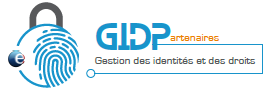 GIDPartenaires
Gestion des identités et des droits
e